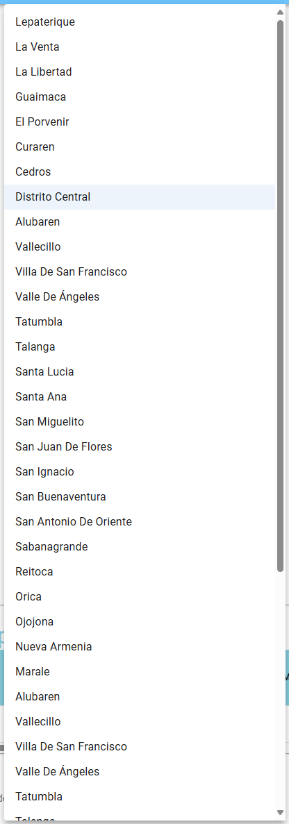 Lepaterique
La Venta
La Libertad
Guaimaca
El Porvenir
Curaren
Cedros
Distrito Central
Alubaren
Vallecillo
Villa De San Francisco
Valle De Ángeles
Tatumbla
Talanga
Santa Lucia
Santa Ana
San Miguelito
San Juan De Flores
San Ignacio
San Buenaventura
San Antonio De Oriente
Sabanagrande
Reitoca
Orica
Ojojona
Nueva Armenia
Marale
Alubaren
Vallecillo
Villa De San Francisco
Valle De Ángeles
Tatumbla
Talanga